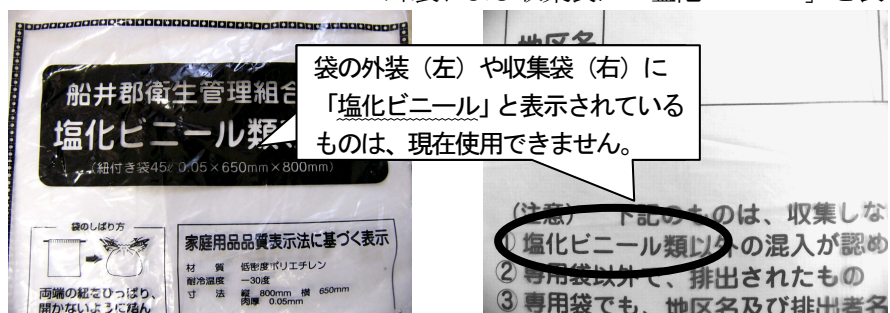 袋の外装（左）や収集袋（右）に
「塩化ビニール」と表示されている
ものは、現在使用できません。
船井郡衛生管理組合
塩化ビニール類
（紐付き袋45ℓ 0.05×650mm×800mm）
袋のしばり方
両端の紐をひっぱり、
開かないように
家庭用品品質表示法に基づく表示
材 質 低密度ポリエチレン
耐冷温度 －30度
寸 法 縦 800mm 横 650mm
肉厚 0.05mm
地区名
（注意） 下記のものは、収集しな
① 塩化ビニール類以外の混入が認め
② 専用袋以外で、排出されたもの
③ 専用袋でも、地区名及び排出者名